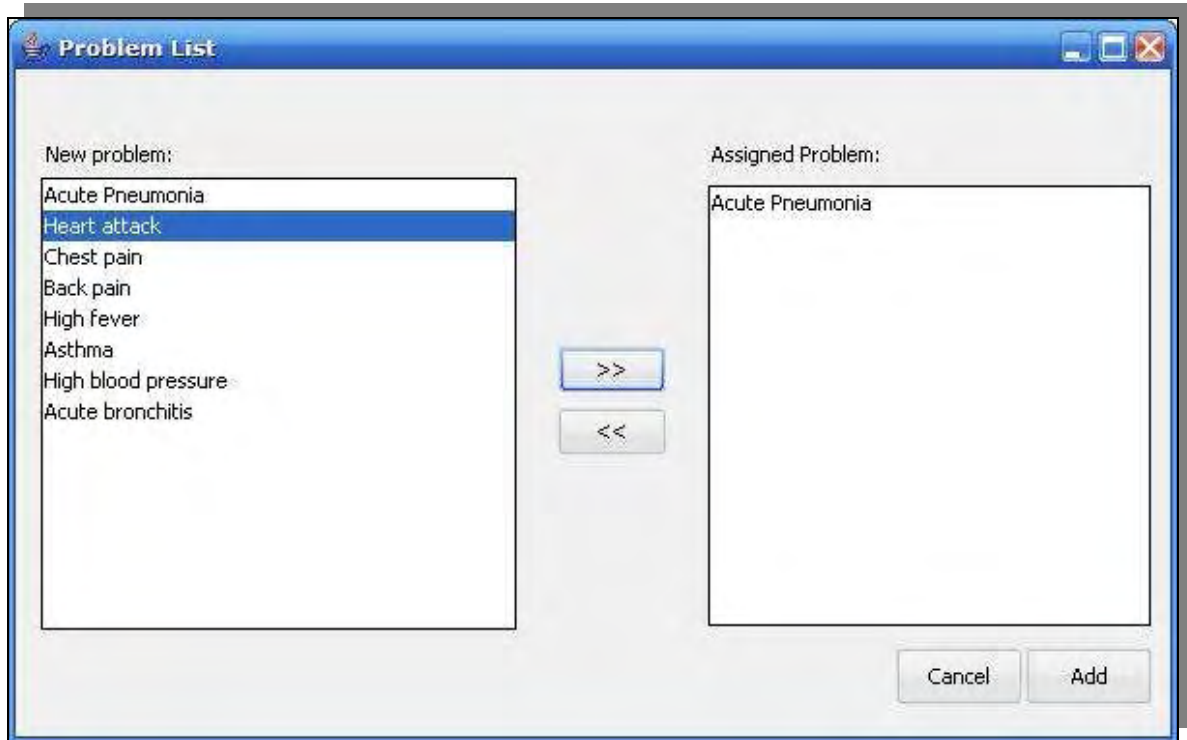 Problem List
New problem:
Acute Pneumonia
Heart attack
Chest pain
Back pain
High fever
Asthma
High blood pressure
Acute bronchitis
>>
<<
Assigned Problem:
Acute Pneumonia
Cancel
Add